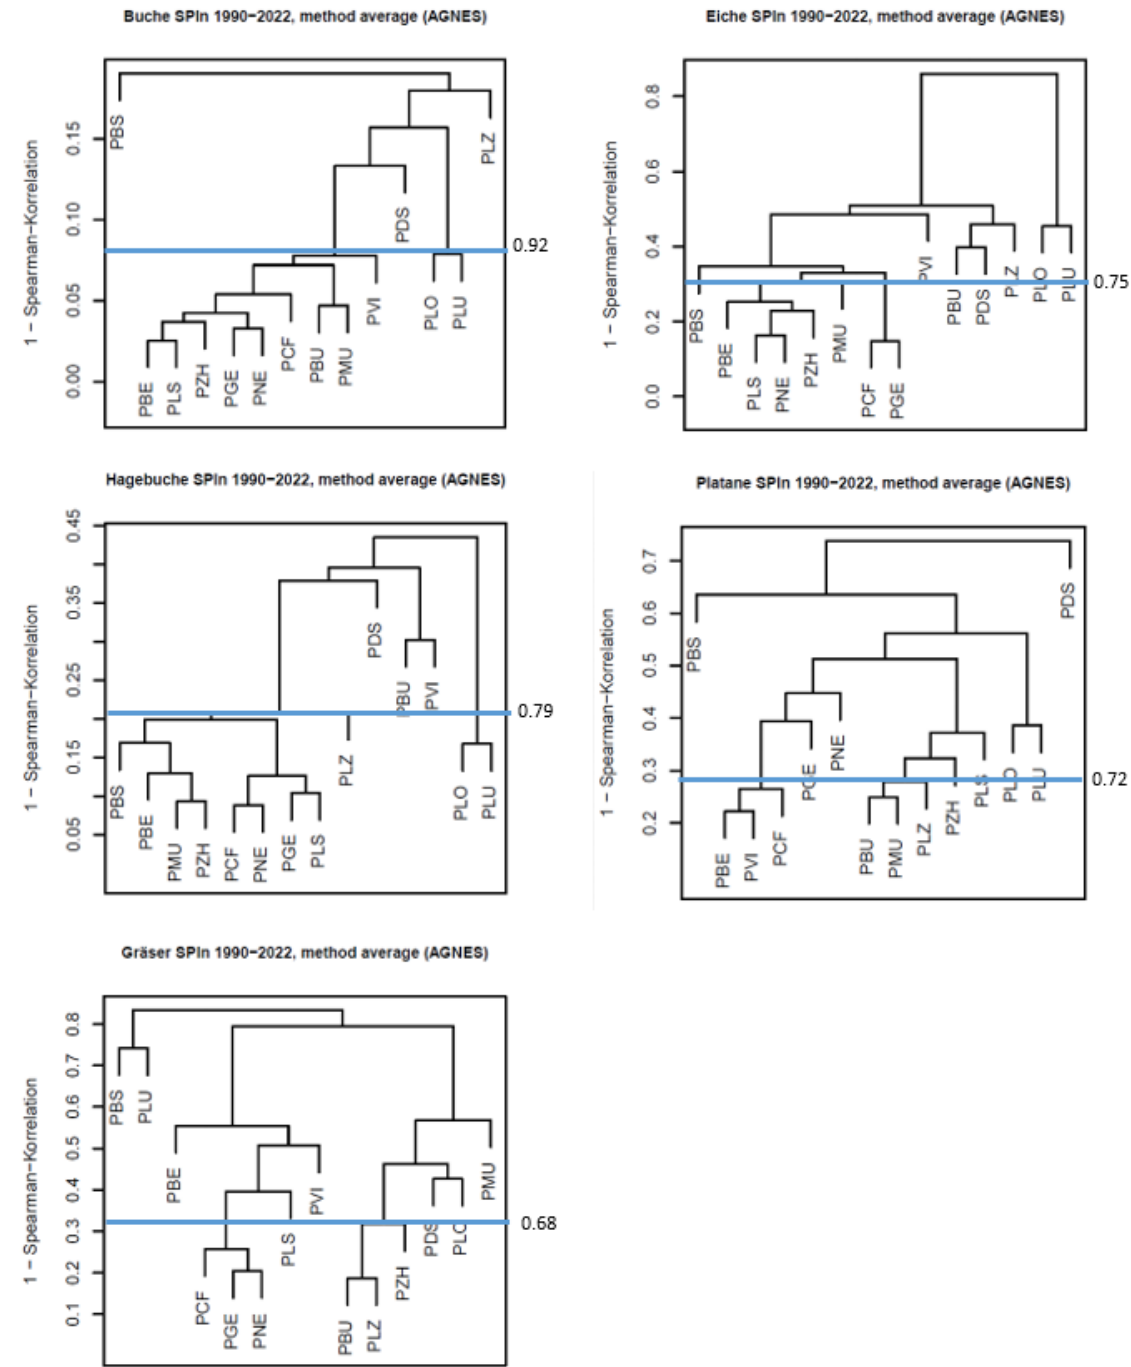 Buche SPIn 1990−2022, method average (AGNES)
1 − Spearman−Korrelation
0.15
0.10
0.05
0.00
PBS
PLZ
PDS
0.92
PVI
PLO
PLU
PCF
PBU
PMU
PZH
PGE
PNE
PBE
PLS
Eiche SPIn 1990−2022, method average (AGNES)
1 − Spearman−Korrelation
0.8
0.6
0.4
0.2
0.0
PVI
PLZ
PLO
PLU
PBU
PDS
0.75
PBS
PBE
PMU
PZH
PLS
PNE
PCF
PGE
Hagebuche SPIn 1990−2022, method average (AGNES)
1 − Spearman−Korrelation
0.45
0.35
0.25
0.15
0.05
PDS
PBU
PVI
0.79
PLZ
PBS
PLO
PLU
PBE
PMU
PZH
PCF
PNE
PGE
PLS
Platane SPIn 1990−2022, method average (AGNES)
1 − Spearman−Korrelation
0.7
0.6
0.5
0.4
0.3
0.2
PDS
PBS
PNE
PGE
PLS
PLO
PLU
0.72
PZH
PCF
PLZ
PBE
PVI
PBU
PMU
Gräser SPIn 1990−2022, method average (AGNES)
1 − Spearman−Korrelation
0.8
0.7
0.6
0.5
0.4
0.3
0.2
0.1
PBS
PLU
PBE
PMU
PVI
0.68
PLS
PDS
PLO
PZH
PCF
PGE
PNE
PBU
PLZ